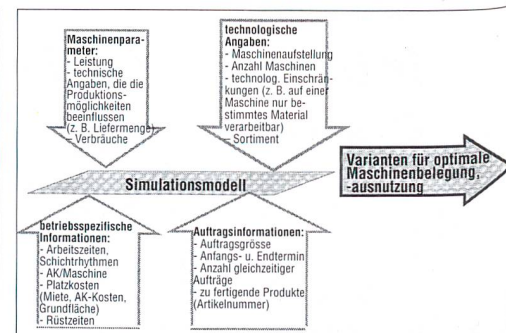 Maschinenpara-
meter:
- Leistung
- technische
Angaben, die die
Produktions-
möglichkeiten
beeinflussen
(z. B. Liefermenge)
- Verbräuche
technologische
Angaben:
- Maschinenaufstellung
- Anzahl Maschinen
- technolog. Einschrän-
kungen (z. B. auf einer
Maschine nur be-
stimmtes Material
verarbeitbar)
- Sortiment
Simulationsmodell
Varianten für optimale
Maschinenbelegung,
-ausnutzung
betriebsspezifische
Informationen:
- Arbeitszeiten,
Schichtrhythmen
- AK/Maschine
- Platzkosten
(Miete, AK-Kosten,
Grundfläche)
- Rüstzeiten
Auftragsinformationen:
- Auftragsgrösse
- Anfangs- u. Endtermin
- Anzahl gleichzeitiger
Aufträge
- zu fertigende Produkte
(Artikelnummer)